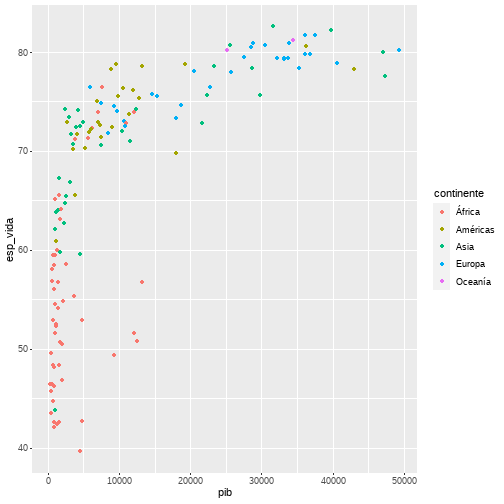 80
70
60
50
40
esp_vida
0
10000
20000
30000
40000
50000
pib
continente
África
Américas
Asia
Europa
Oceanía